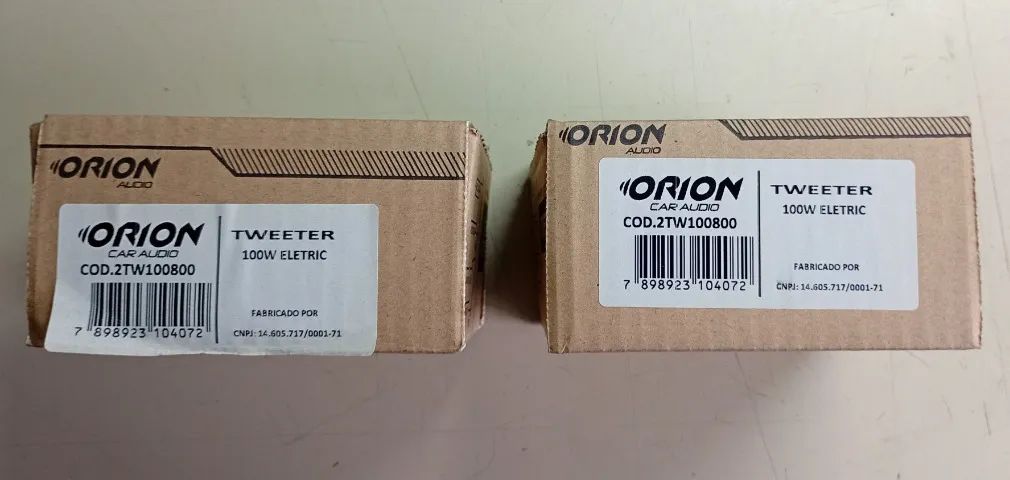 ORION
AUDIO
ORION
CAR AUDIO
COD.2TW100800
7 898923 104072
TWEETER
100W ELETRIC
FABRICADO POR
CNPJ: 14.605.717/0001-71
ORION
AUDIO
ORION
CAR AUDIO
COD.2TW100800
7 898923 104072
TWEETER
100W ELETRIC
FABRICADO POR
CNPJ: 14.605.717/0001-71